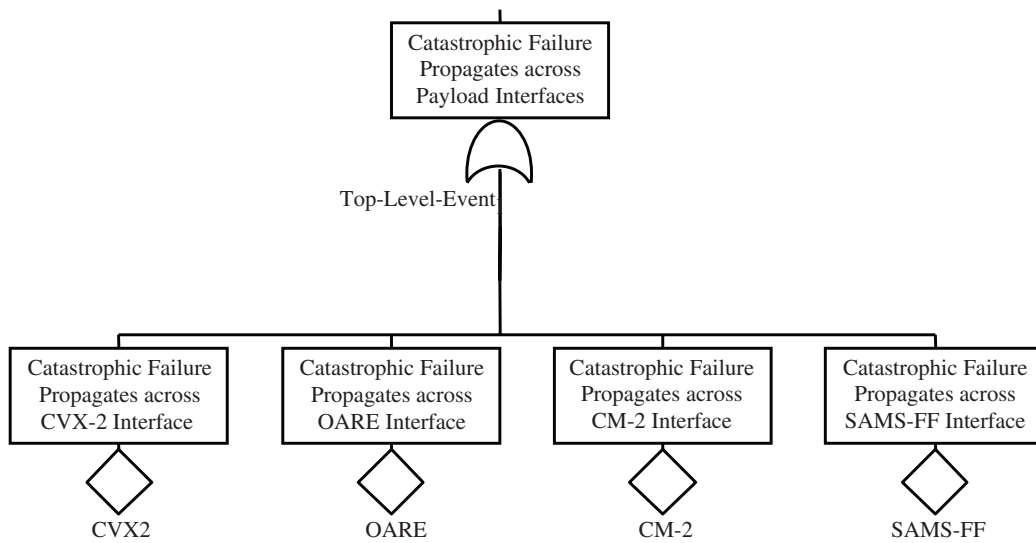 Catastrophic Failure
Propagates across
Payload Interfaces
Top-Level-Event
Catastrophic Failure
Propagates across
CVX-2 Interface
Catastrophic Failure
Propagates across
OARE Interface
Catastrophic Failure
Propagates across
CM-2 Interface
Catastrophic Failure
Propagates across
SAMS-FF Interface
CVX2
OARE
CM-2
SAMS-FF